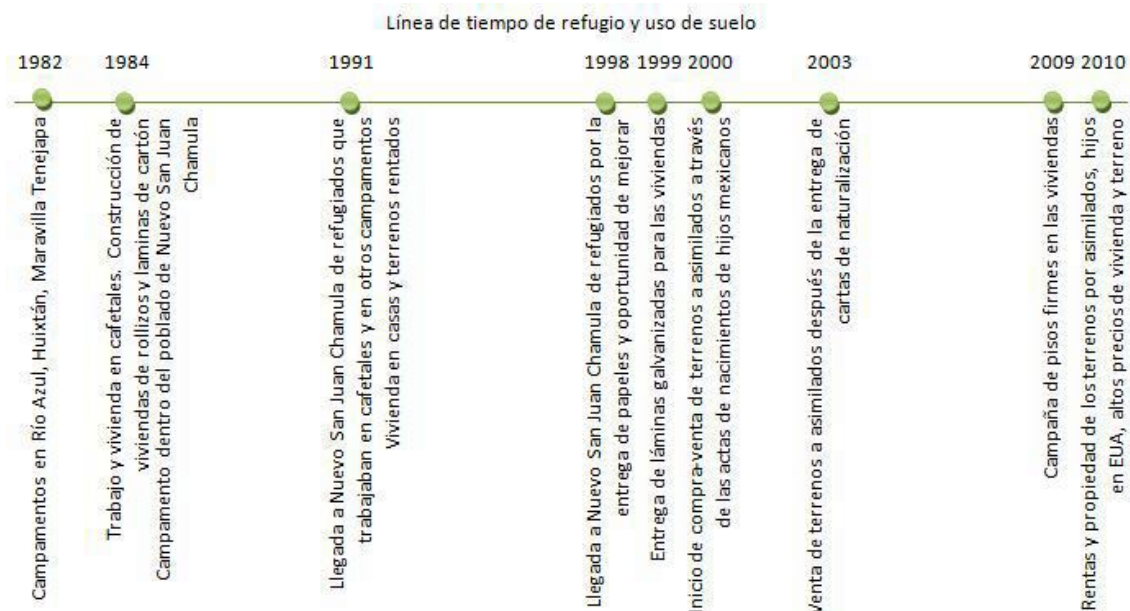 Línea de tiempo de refugio y uso de suelo
1982 1984 1991 1998 1999 2000 2003 2009 2010
Campamentos en Río Azul, Huixtán, Maravilla Tenejapa
Trabajo y vivienda en cafetales. Construcción de
viviendas de rollizos y laminas de cartón
Campamento dentro del poblado de Nuevo San Juan
Chamula
Llegada a Nuevo San Juan Chamula de refugiados que
trabajaban en cafetales y en otros campamentos
Vivienda en casas y terrenos rentados
Llegada a Nuevo San Juan Chamula de refugiados por la
entrega de papeles y oportunidad de mejorar
Entrega de láminas galvanizadas para las viviendas
Inicio de compra-venta de terrenos a asimilados a través
de las actas de nacimientos de hijos mexicanos
Venta de terrenos a asimilados después de la entrega de
cartas de naturalización
Campaña de pisos firmes en las viviendas
Rentas y propiedad de los terrenos por asimilados, hijos
en EUA, altos precios de vivienda y terreno